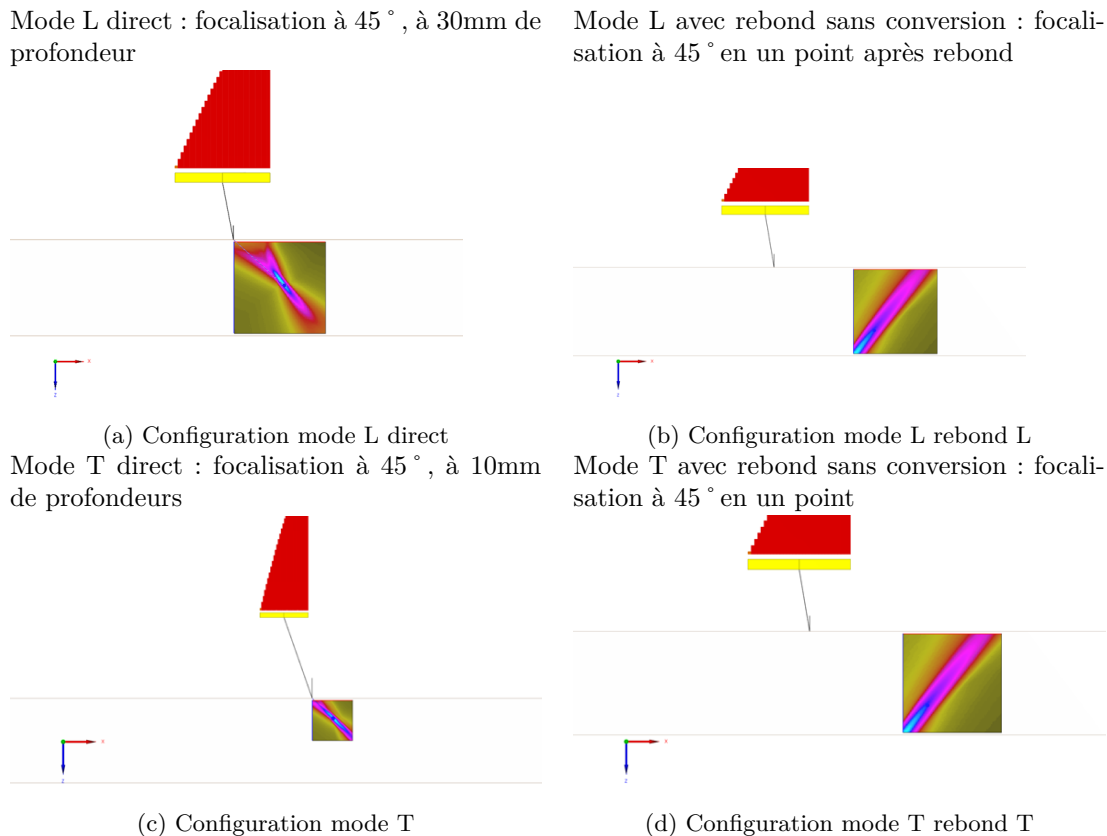 Mode L direct : focalisation à 45°, à 30mm de
profondeur
Mode L avec rebond sans conversion : focali-
sation à 45° en un point après rebond
x
z
x
z
(a) Configuration mode L direct
(b) Configuration mode L rebond L
Mode T direct : focalisation à 45°, à 10mm
de profondeurs
Mode T avec rebond sans conversion : focali-
sation à 45° en un point
x
z
x
z
(c) Configuration mode T
(d) Configuration mode T rebond T